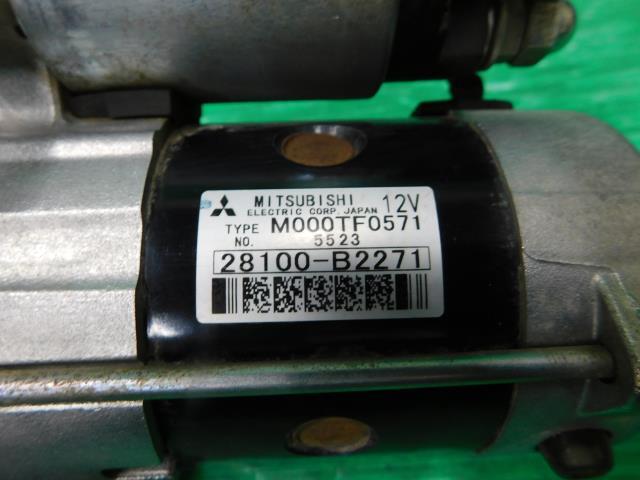 MITSUBISHI 12V
ELECTRIC CORP. JAPAN
TYPE M000TF0571
NO. 5523
28100-B2271